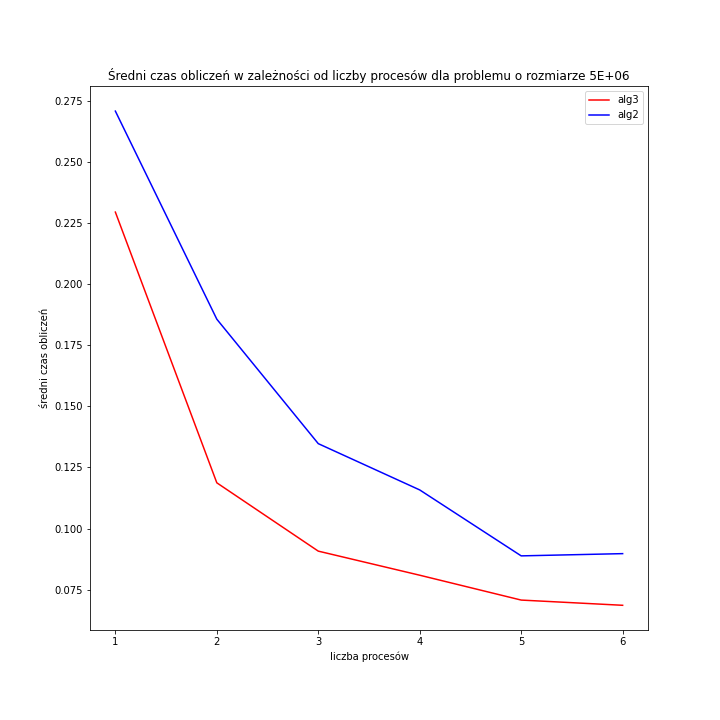 Średni czas obliczeń w zależności od liczby procesów dla problemu o rozmiarze 5E+06
alg3
alg2
0.275
0.250
0.225
0.200
0.175
0.150
0.125
0.100
0.075
średni czas obliczeń
1 2 3 4 5 6
liczba procesów